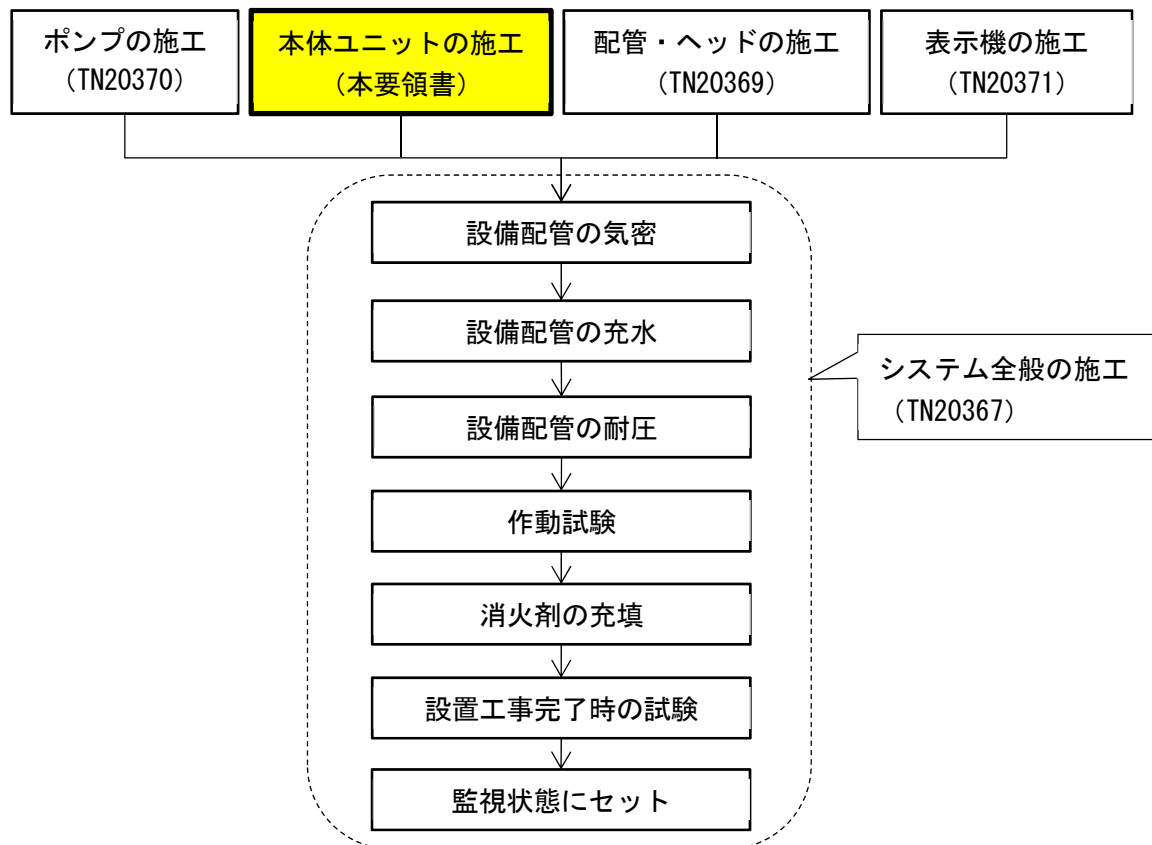 ポンプの施工
（TN20370）
本体ユニットの施工
（本要領書）
配管・ヘッドの施工
（TN20369）
表示機の施工
（TN20371）
設備配管の気密
設備配管の充水
設備配管の耐圧
作動試験
消火剤の充填
設置工事完了時の試験
監視状態にセット
システム全般の施工
（TN20367）